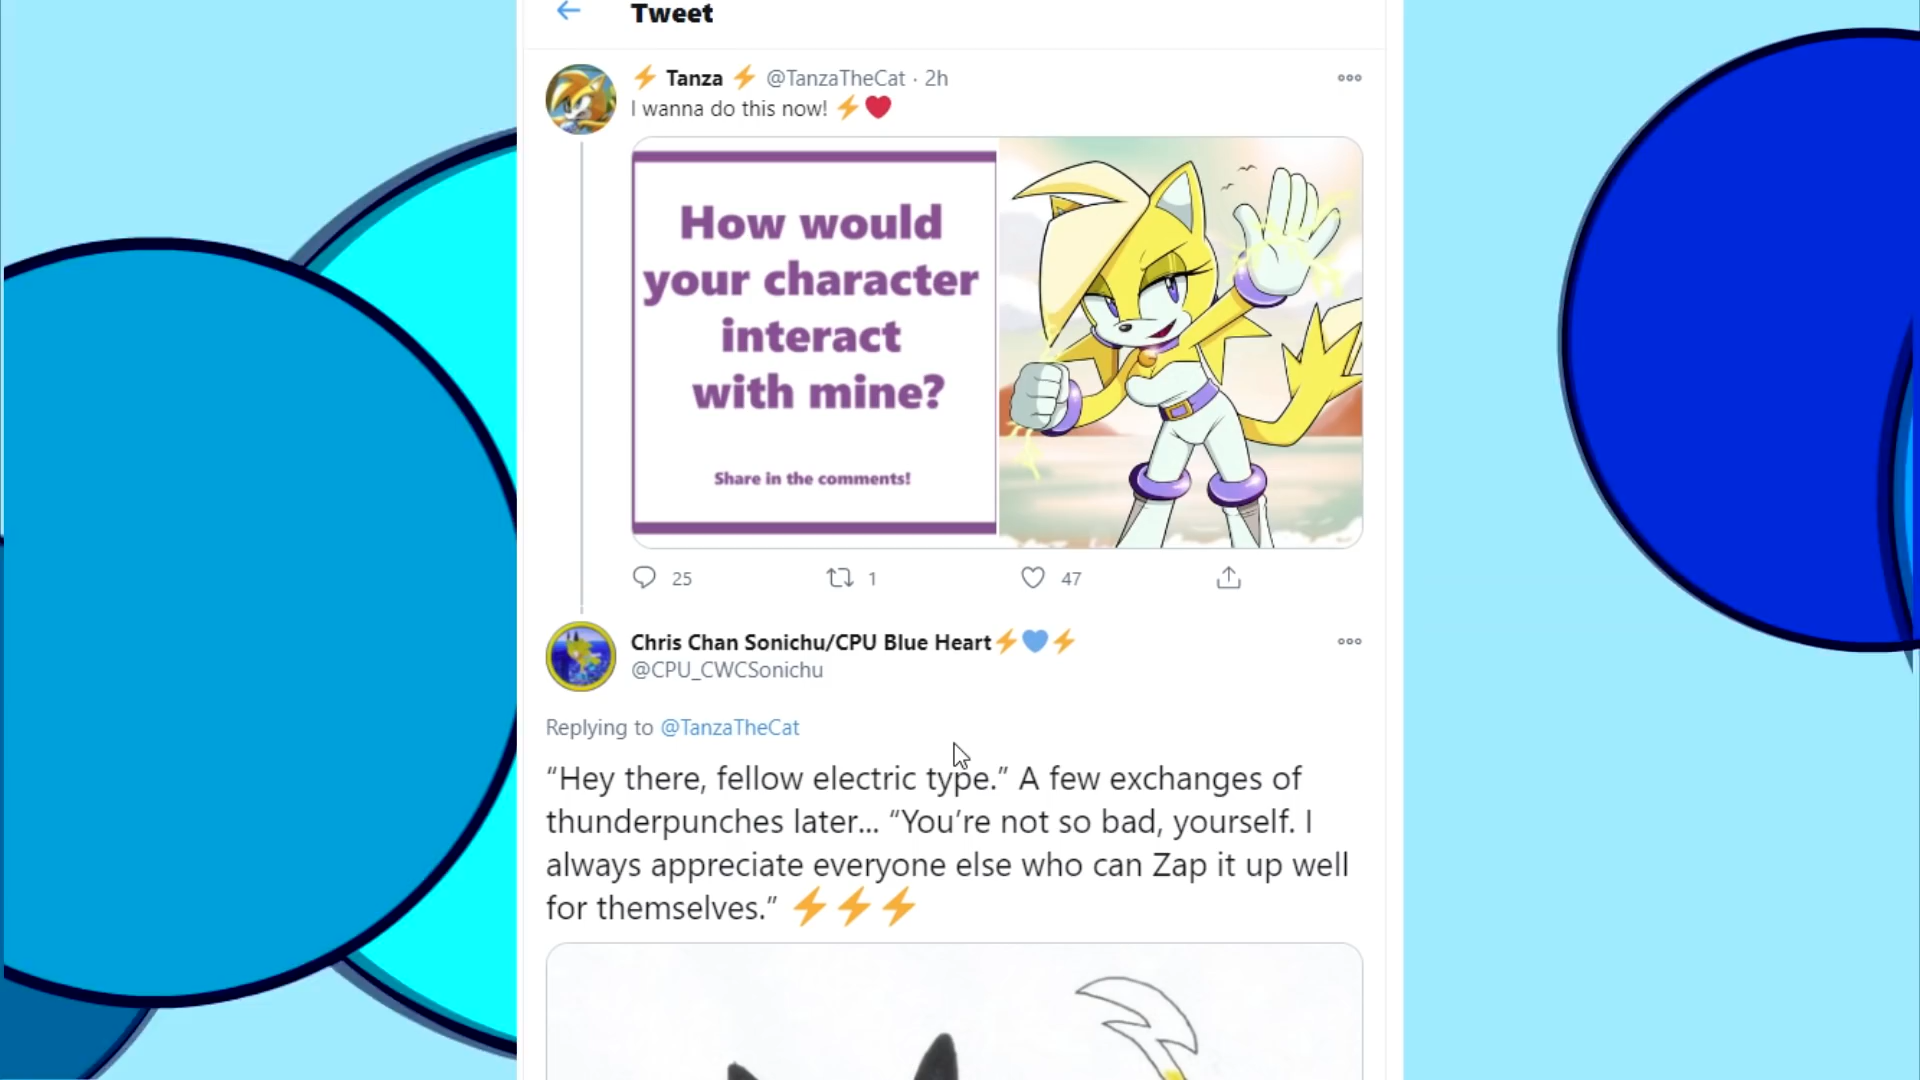 Tweet
⚡ Tanza ⚡ @TanzaTheCat · 2h
I wanna do this now! ⚡❤️
How would
your character
interact
with mine?
Share in the comments!
25 1 47
Chris Chan Sonichu/CPU Blue Heart⚡💙⚡
@CPU_CWCSonichu
Replying to @TanzaTheCat
“Hey there, fellow electric type.” A few exchanges of
thunderpunches later... “You’re not so bad, yourself. I
always appreciate everyone else who can Zap it up well
for themselves.” ⚡⚡⚡